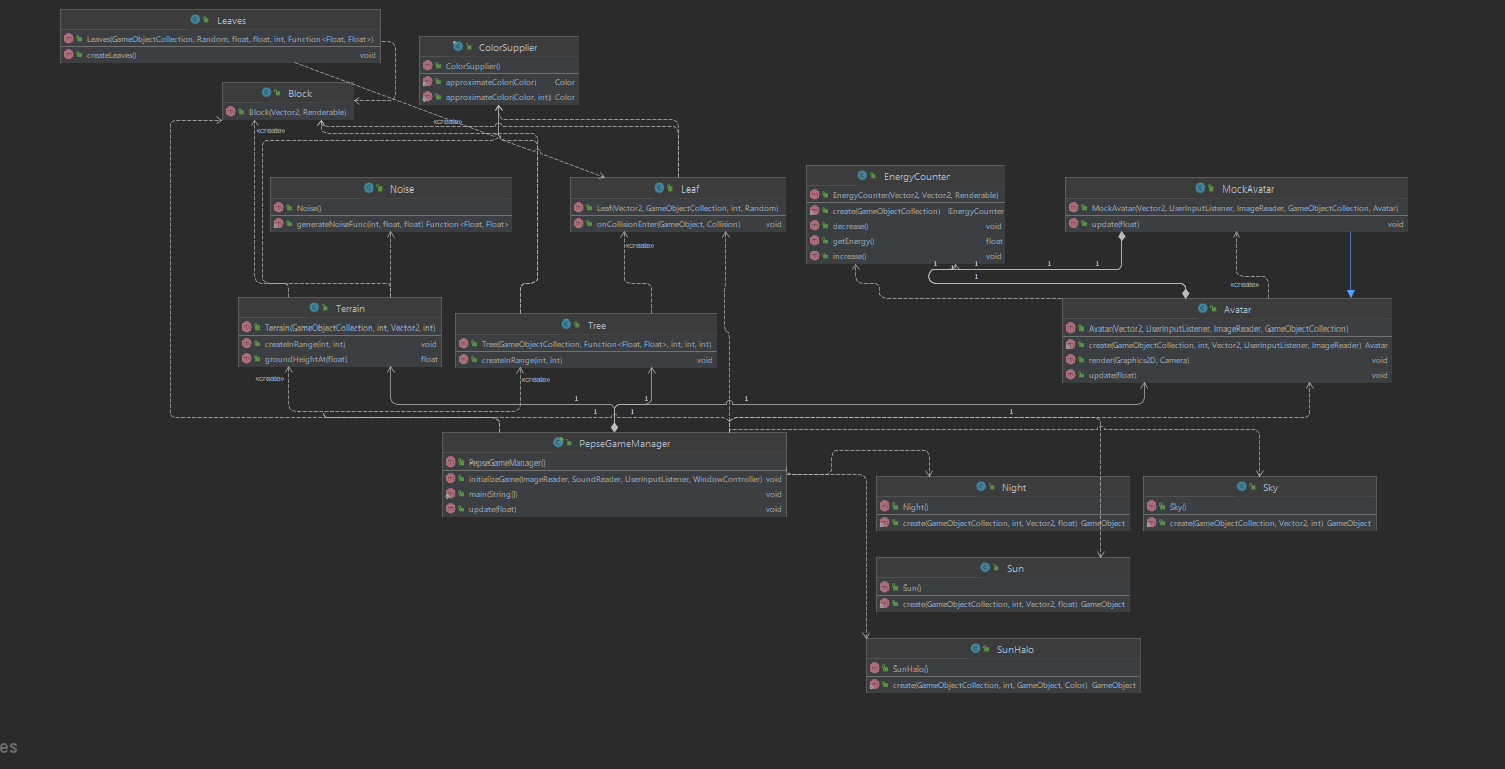 Leaves
Leaves(GameObjectCollection, Random, float, float, int, Function<Float, Float>)
createLeaves() void
ColorSupplier
ColorSupplier()
approximateColor(Color) Color
approximateColor(Color, int) Color
Block
Block(Vector2, Renderable)
«create»
«create»
Noise
Noise()
generateNoiseFunc(int, float, float) Function<Float, Float>
Leaf
Leaf(Vector2, GameObjectCollection, int, Random)
onCollisionEnter(GameObject, Collision) void
«create»
EnergyCounter
EnergyCounter(Vector2, Vector2, Renderable)
create(GameObjectCollection) EnergyCounter
decrease() void
getEnergy() float
increase() void
MockAvatar
MockAvatar(Vector2, UserInputListener, ImageReader, GameObjectCollection, Avatar)
update(float) void
1 1 1 1
1
«create»
Terrain
Terrain(GameObjectCollection, int, Vector2, int)
createInRange(int, int) void
groundHeightAt(float) float
«create»
Tree
Tree(GameObjectCollection, Function<Float, Float>, int, int, int)
createInRange(int, int) void
«create»
Avatar
Avatar(Vector2, UserInputListener, ImageReader, GameObjectCollection)
create(GameObjectCollection, int, Vector2, UserInputListener, ImageReader) Avatar
render(Graphics2D, Camera) void
update(float) void
1 1 1
1 1 1
PepseGameManager
PepseGameManager()
initializeGame(ImageReader, SoundReader, UserInputListener, WindowController) void
main(String[]) void
update(float) void
Night
Night()
create(GameObjectCollection, int, Vector2, float) GameObject
Sky
Sky()
create(GameObjectCollection, Vector2, int) GameObject
Sun
Sun()
create(GameObjectCollection, int, Vector2, float) GameObject
SunHalo
SunHalo()
create(GameObjectCollection, int, GameObject, Color) GameObject
es